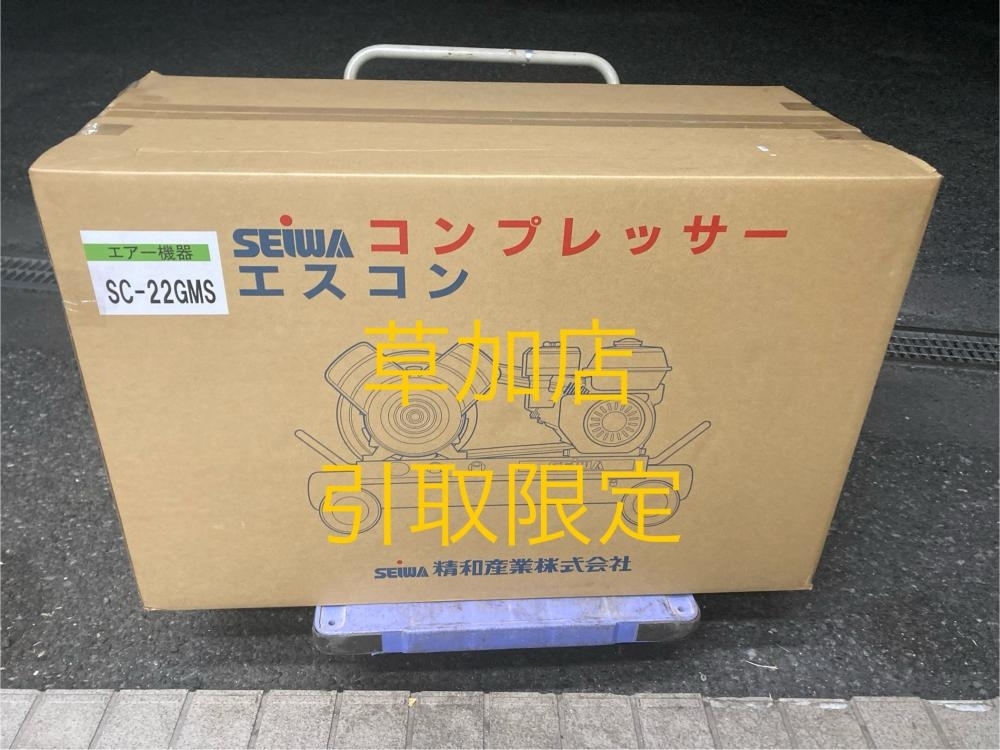 エアー機器
SC-22GMS
SEiWA コンプレッサー
エスコン
草加店
SEiWA
引取限定
SEiWA 精和産業株式会社